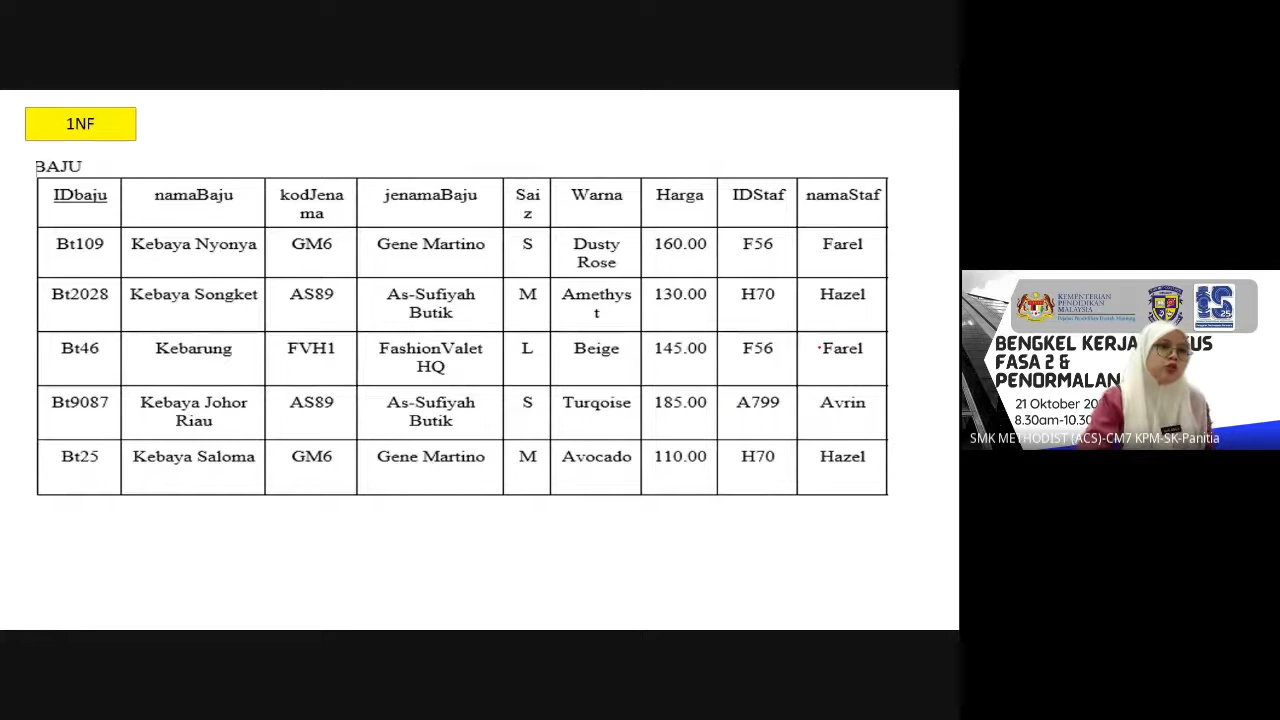 1NF
BAJU
IDbaju namaBaju kodJena jenamaBaju Sai Warna Harga IDStaf namaStaf
ma z
Bt109 Kebaya Nyonya GM6 Gene Martino S Dusty 160.00 F56 Farel
Rose
Bt2028 Kebaya Songket AS89 As-Sufiyah M Amethys 130.00 H70 Hazel
Butik t
Bt46 Kebarung FVH1 FashionValet L Beige 145.00 F56 Farel
HQ
Bt9087 Kebaya Johor AS89 As-Sufiyah S Turqoise 185.00 A799 Avrin
Riau Butik
Bt25 Kebaya Saloma GM6 Gene Martino M Avocado 110.00 H70 Hazel
KEMENTERIAN
PENDIDIKAN
MALAYSIA
BENGKEL KERJA
FASA 2 &
PENORMALAN
21 Oktober
8.30am-10.30
SMK METHODIST (ACS)-CM7 KPM-SK-Panitia